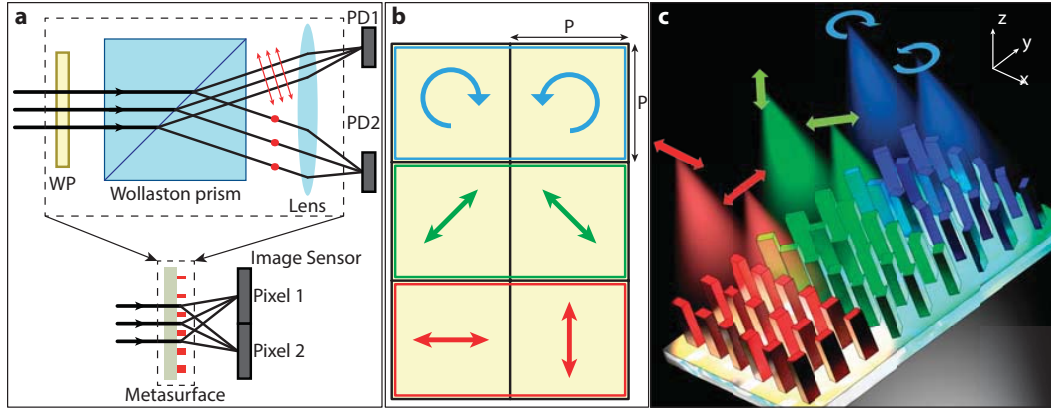 a
PD1
PD2
WP
Wollaston prism
Lens
Image Sensor
Pixel 1
Pixel 2
Metasurface
b
P
P
c
z
y
x